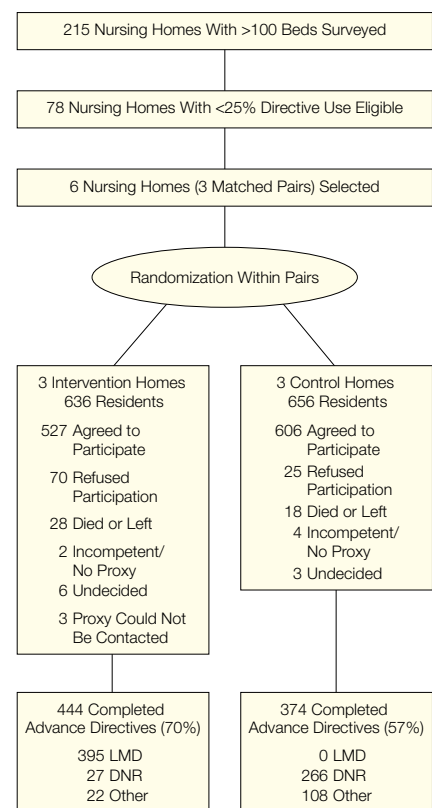 215 Nursing Homes With >100 Beds Surveyed
78 Nursing Homes With <25% Directive Use Eligible
6 Nursing Homes (3 Matched Pairs) Selected
Randomization Within Pairs
3 Intervention Homes
636 Residents
527 Agreed to
Participate
70 Refused
Participation
28 Died or Left
2 Incompetent/
No Proxy
6 Undecided
3 Proxy Could Not
Be Contacted
3 Control Homes
656 Residents
606 Agreed to
Participate
25 Refused
Participation
18 Died or Left
4 Incompetent/
No Proxy
3 Undecided
444 Completed
Advance Directives (70%)
395 LMD
27 DNR
22 Other
374 Completed
Advance Directives (57%)
0 LMD
266 DNR
108 Other